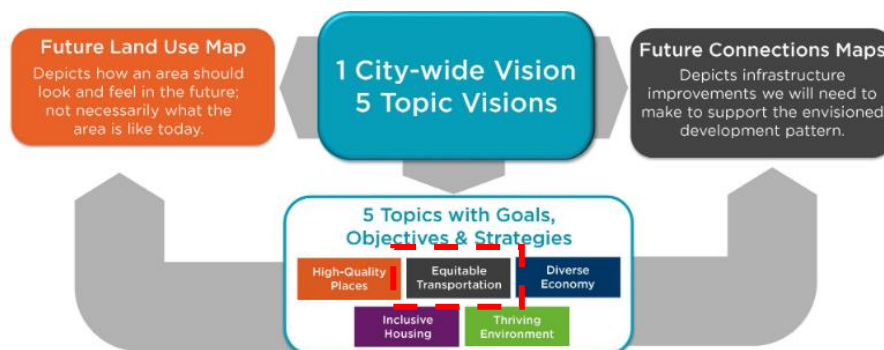 Future Land Use Map
Depicts how an area should
look and feel in the future;
not necessarily what the
area is like today.
1 City-wide Vision
5 Topic Visions
Future Connections Maps
Depicts infrastructure
improvements we will need to
make to support the envisioned
development pattern.
5 Topics with Goals,
Objectives & Strategies
High-Quality
Places
Equitable
Transportation
Diverse
Economy
Inclusive
Housing
Thriving
Environment